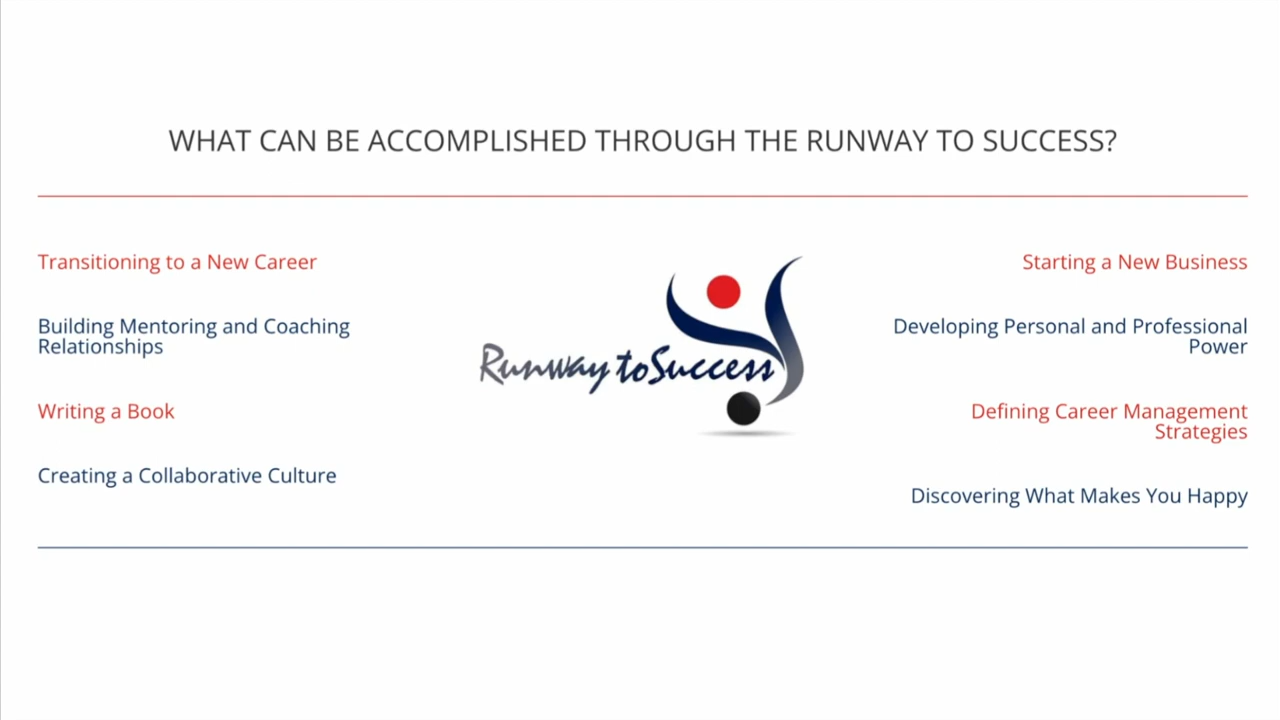 WHAT CAN BE ACCOMPLISHED THROUGH THE RUNWAY TO SUCCESS?
Transitioning to a New Career
Building Mentoring and Coaching
Relationships
Writing a Book
Creating a Collaborative Culture
Runway to Success
Starting a New Business
Developing Personal and Professional
Power
Defining Career Management
Strategies
Discovering What Makes You Happy